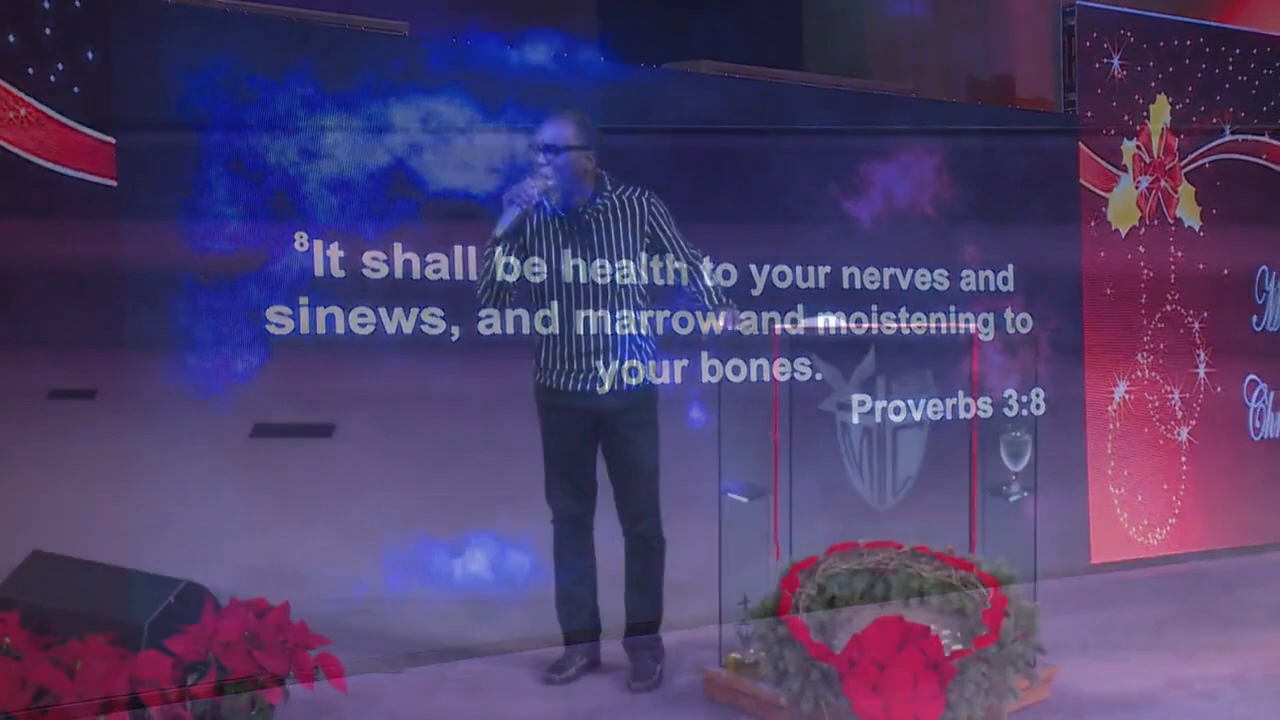 ⁸It shall be health to your nerves and
sinews, and marrow and moistening to
your bones.
Proverbs 3:8